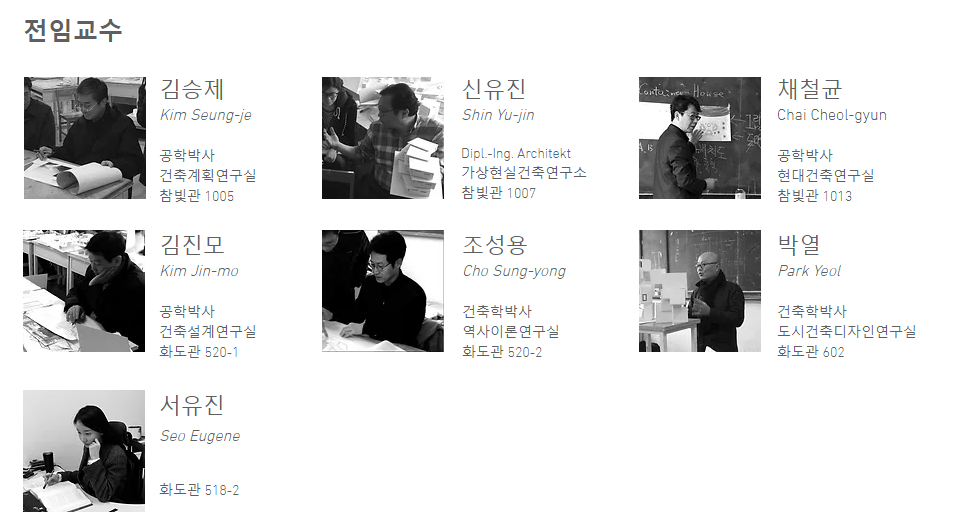 전임교수
김승제
Kim Seung-je
공학박사
건축계획연구실
참빛관 1005
신유진
Shin Yu-jin
Dipl.-Ing. Architekt
가상현실건축연구소
참빛관 1007
Container House
채철균
Chai Cheol-gyun
공학박사
현대건축연구실
참빛관 1013
김진모
Kim Jin-mo
공학박사
건축설계연구실
화도관 520-1
조성용
Cho Sung-yong
건축학박사
역사이론연구실
화도관 520-2
박열
Park Yeol
건축학박사
도시건축디자인연구실
화도관 602
서유진
Seo Eugene
화도관 518-2